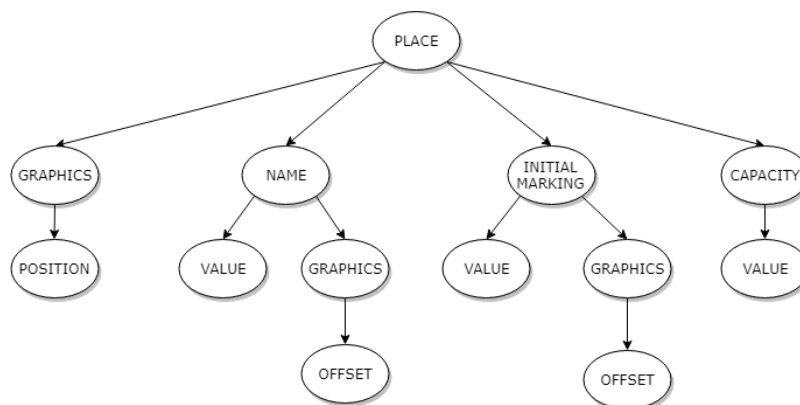 PLACE
GRAPHICS
NAME
INITIAL
MARKING
CAPACITY
POSITION
VALUE
GRAPHICS
VALUE
GRAPHICS
VALUE
OFFSET
OFFSET